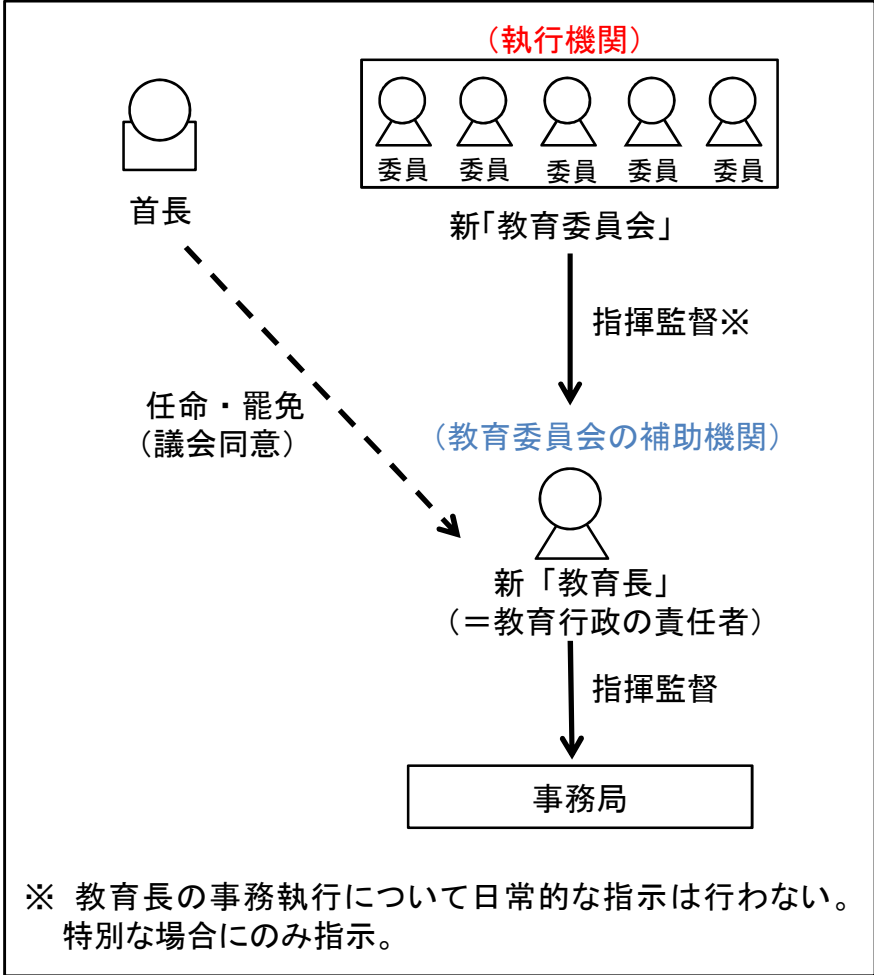 （執行機関）
委員 委員 委員 委員 委員
首長
新「教育委員会」
指揮監督※
任命・罷免
（議会同意）
（教育委員会の補助機関）
新「教育長」
（＝教育行政の責任者）
指揮監督
事務局
※ 教育長の事務執行について日常的な指示は行わない。
特別な場合にのみ指示。